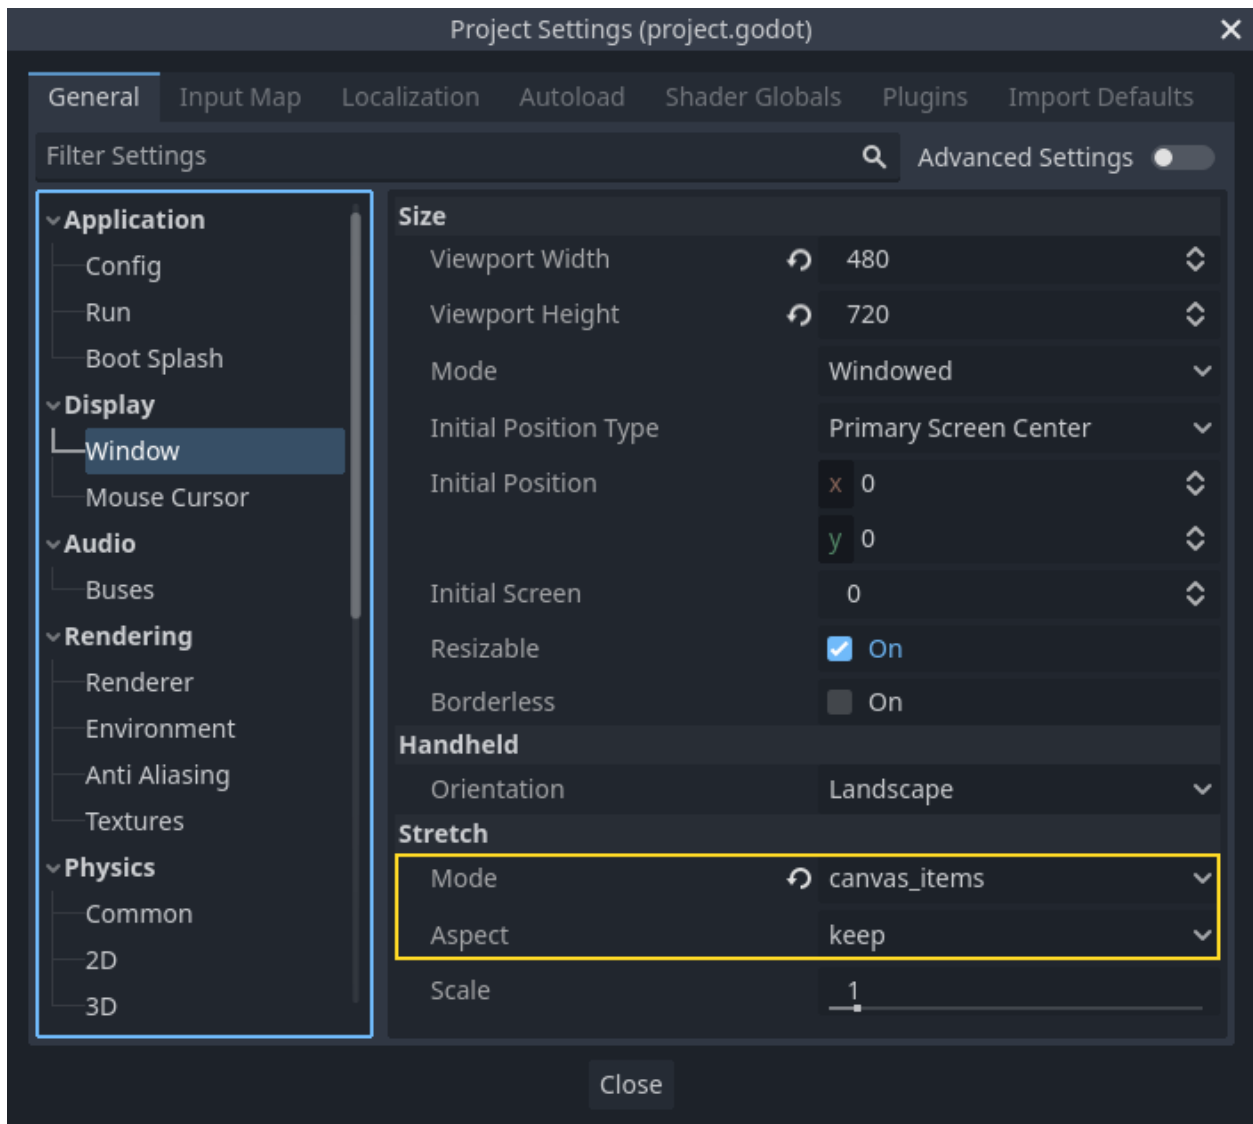 Project Settings (project.godot)
General Input Map Localization Autoload Shader Globals Plugins Import Defaults
Filter Settings Advanced Settings
Application
Config
Run
Boot Splash
Display
Window
Mouse Cursor
Audio
Buses
Rendering
Renderer
Environment
Anti Aliasing
Textures
Physics
Common
2D
3D
Size
Viewport Width 480
Viewport Height 720
Mode Windowed
Initial Position Type Primary Screen Center
Initial Position x 0
y 0
Initial Screen 0
Resizable On
Borderless On
Handheld
Orientation Landscape
Stretch
Mode canvas_items
Aspect keep
Scale 1
Close